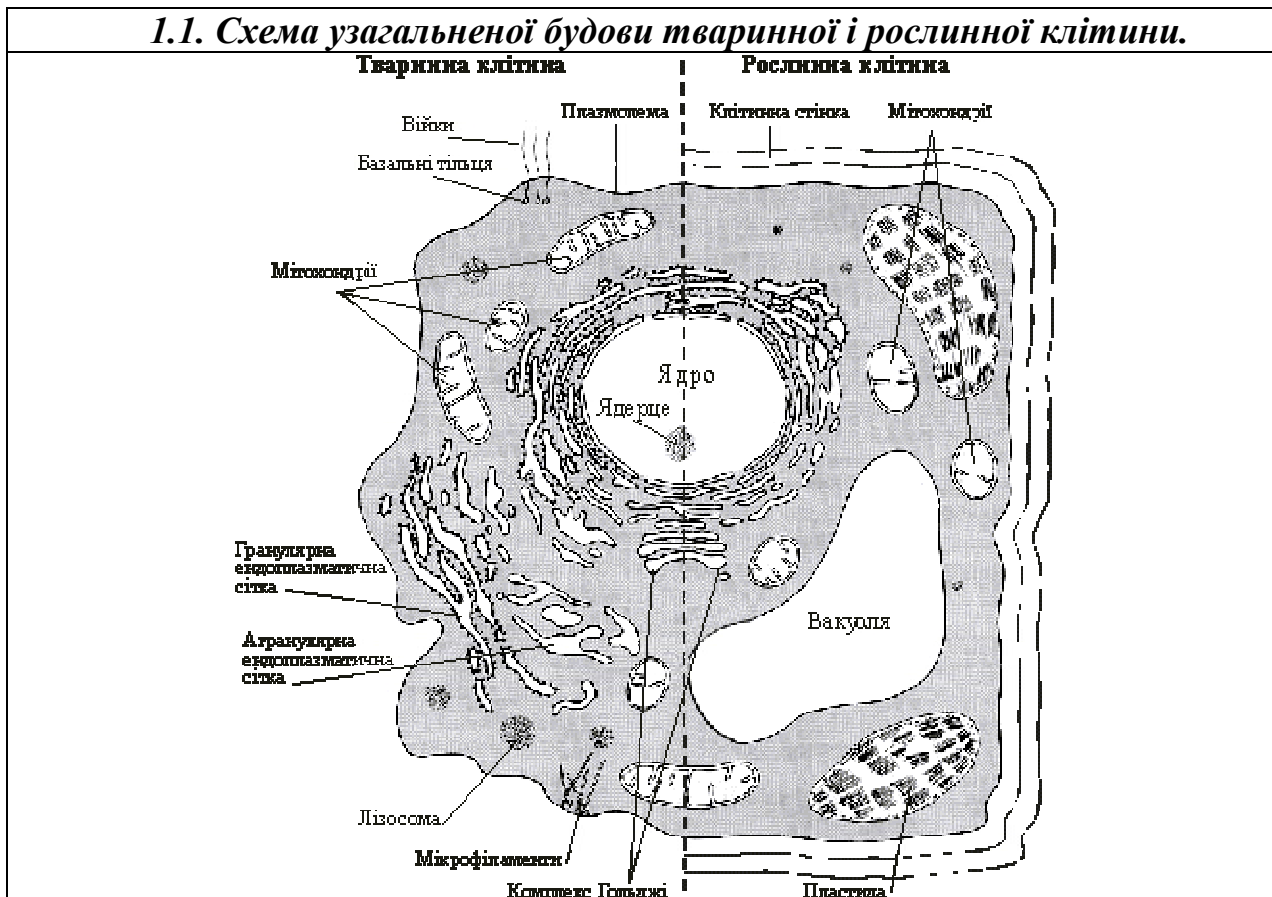 1.1. Схема узагальненої будови тваринної і рослинної клітини.
Тваринна клітина
Рослинна клітина
Плазмолема
Клітинна стінка
Мітохондрії
Війки
Базальні тільця
Мітохондрії
Ядро
Ядерце
Гранулярна
ендоплазматична
сітка
Агранулярна
ендоплазматична
сітка
Вакуоля
Лізосома
Мікрофіламенти
Комплекс Гольджі
Пластида